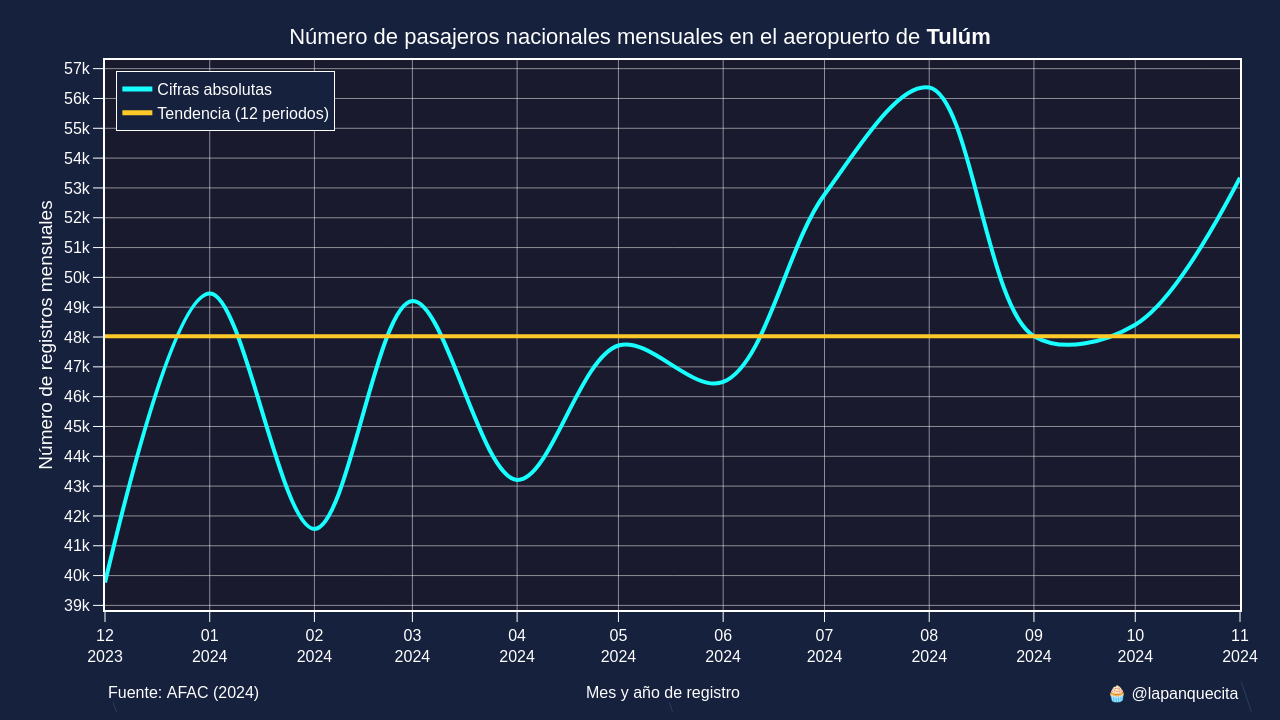 Número de pasajeros nacionales mensuales en el aeropuerto de Tulúm
Cifras absolutas
Tendencia (12 periodos)
Número de registros mensuales
57k
56k
55k
54k
53k
52k
51k
50k
49k
48k
47k
46k
45k
44k
43k
42k
41k
40k
39k
12 01 02 03 04 05 06 07 08 09 10 11
2023 2024 2024 2024 2024 2024 2024 2024 2024 2024 2024 2024
Fuente: AFAC (2024) Mes y año de registro 🧁 @lapanquecita